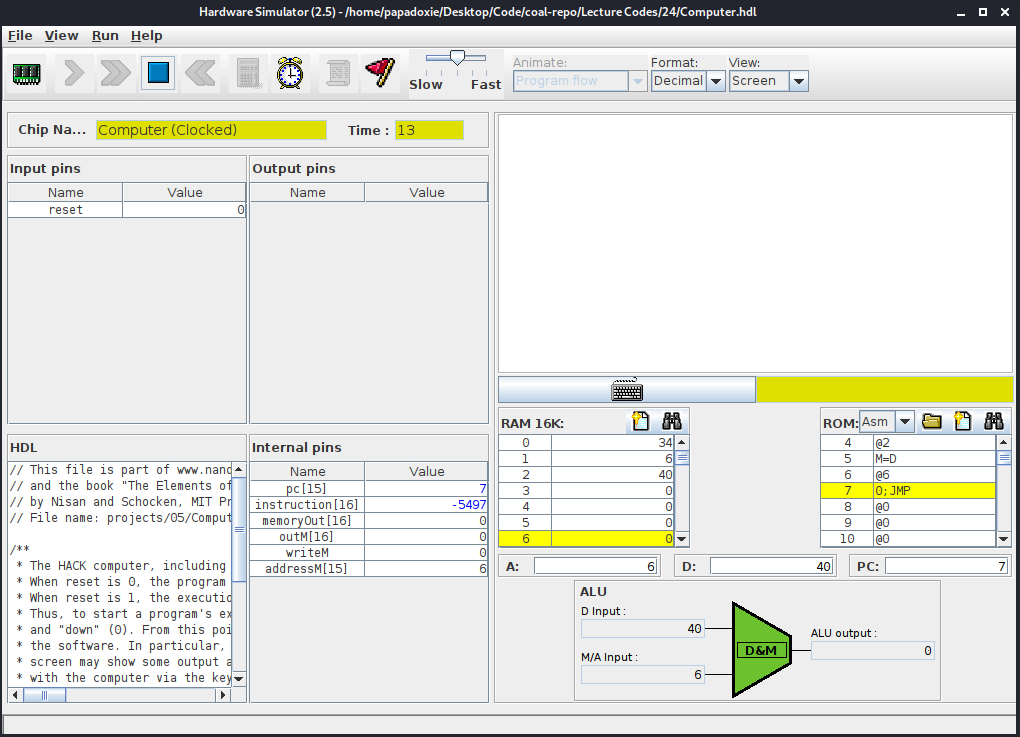 Hardware Simulator (2.5) - /home/papadoxie/Desktop/Code/coal-repo/Lecture Codes/24/Computer.hdl
File View Run Help
Slow Fast
Animate:
Program flow
Format:
Decimal
View:
Screen
Chip Na... Computer (Clocked) Time : 13
Input pins
Name Value
reset 0
Output pins
Name Value
HDL
// This file is part of www.nand
// and the book "The Elements of
// by Nisan and Schocken, MIT Pr
// File name: projects/05/Comput
/**
* The HACK computer, including
* When reset is 0, the program
* When reset is 1, the executio
* Thus, to start a program's ex
* and "down" (0). From this poi
* the software. In particular,
* screen may show some output a
* with the computer via the key
Internal pins
Name Value
pc[15] 7
instruction[16] -5497
memoryOut[16] 0
outM[16] 0
writeM 0
addressM[15] 6
RAM 16K:
0 34
1 6
2 40
3 0
4 0
5 0
6 0
ROM: Asm
4 @2
5 M=D
6 @6
7 0;JMP
8 @0
9 @0
10 @0
A: 6 D: 40 PC: 7
ALU
D Input :
40
M/A Input :
6
D&M
ALU output :
0